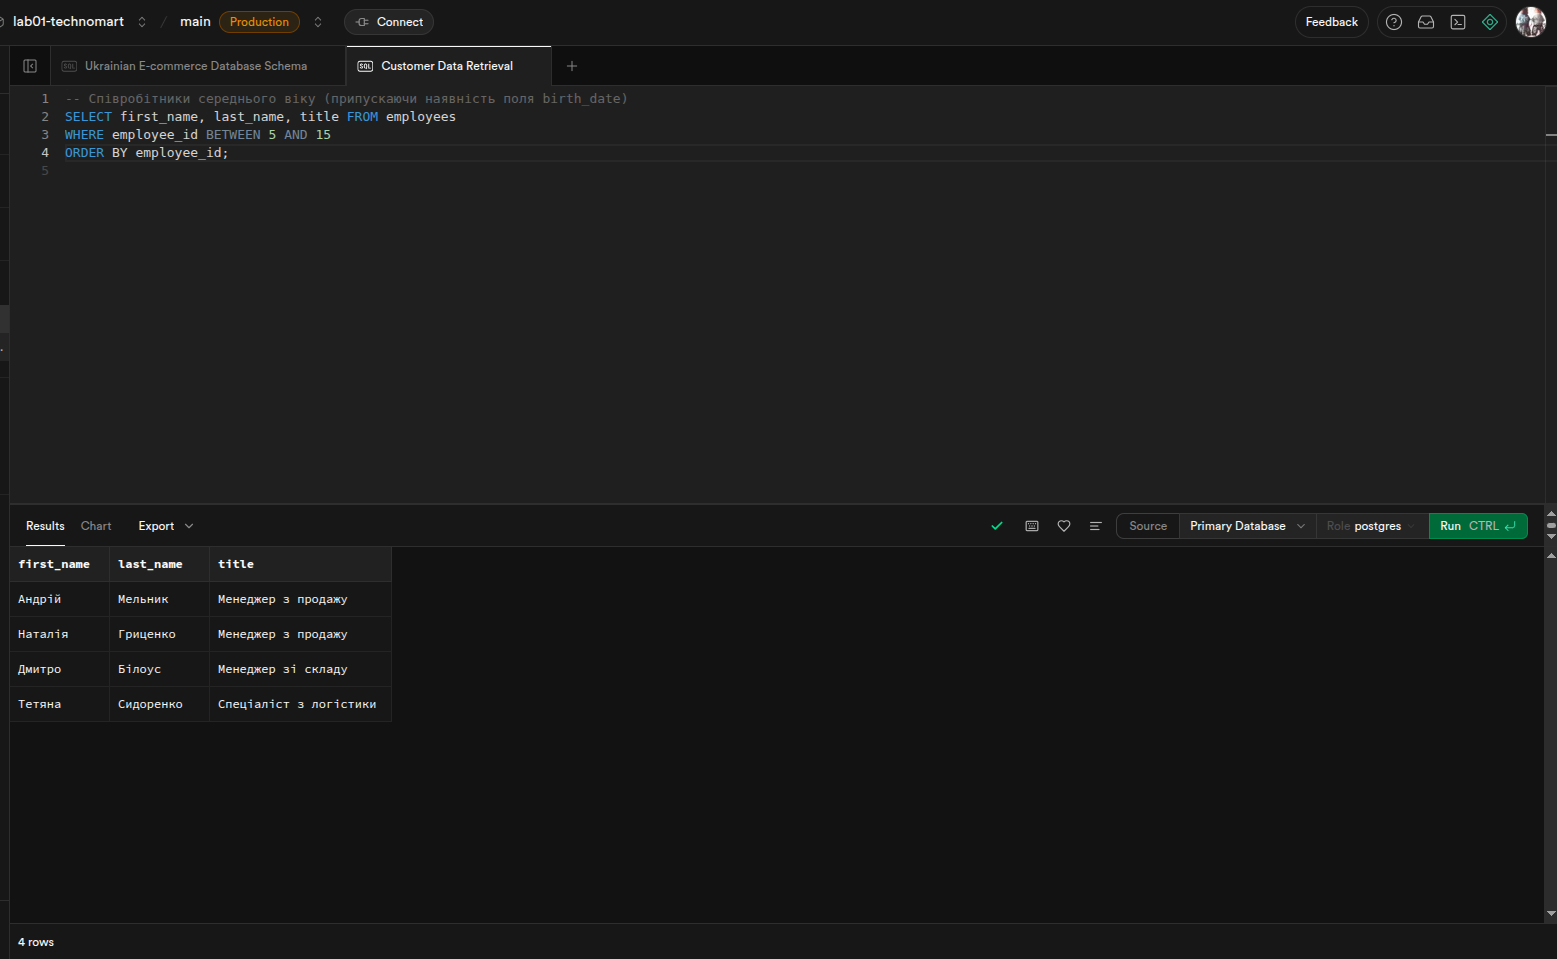 lab01-technomart / main Production Connect Feedback
Ukrainian E-commerce Database Schema Customer Data Retrieval +
1 -- Співробітники середнього віку (припускаючи наявність поля birth_date)
2 SELECT first_name, last_name, title FROM employees
3 WHERE employee_id BETWEEN 5 AND 15
4 ORDER BY employee_id;
5
Results Chart Export Source Primary Database Role postgres Run CTRL
first_name last_name title
Андрій Мельник Менеджер з продажу
Наталія Гриценко Менеджер з продажу
Дмитро Білоус Менеджер зі складу
Тетяна Сидоренко Спеціаліст з логістики
4 rows